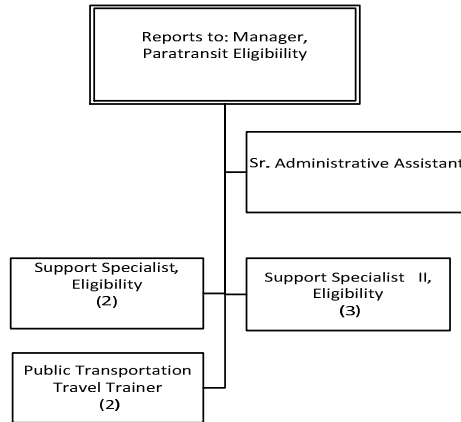 Reports to: Manager,
Paratransit Eligibiility
Sr. Administrative Assistant
Support Specialist,
Eligibility
(2)
Support Specialist II,
Eligibility
(3)
Public Transportation
Travel Trainer
(2)